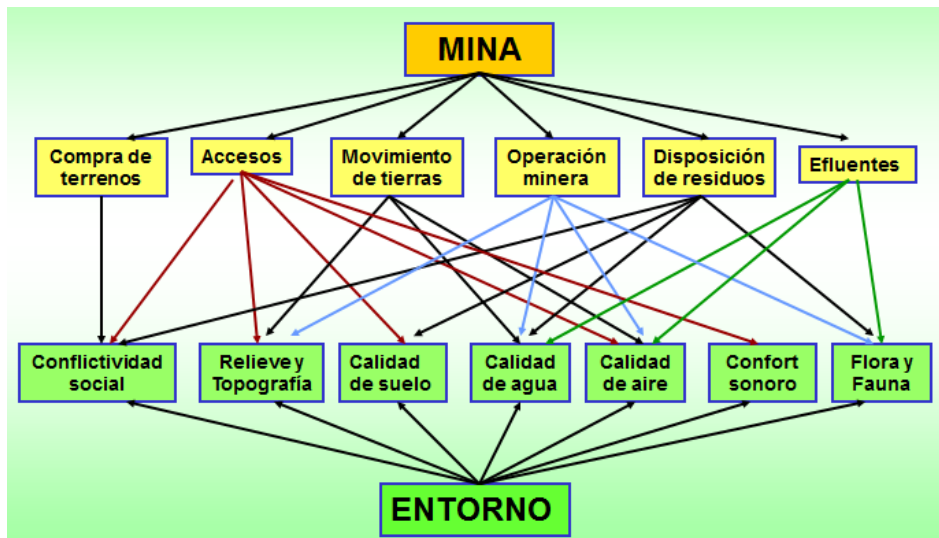 MINA
Compra de
terrenos
Accesos
Movimiento
de tierras
Operación
minera
Disposición
de residuos
Efluentes
Conflictividad
social
Relieve y
Topografía
Calidad
de suelo
Calidad
de agua
Calidad
de aire
Confort
sonoro
Flora y
Fauna
ENTORNO